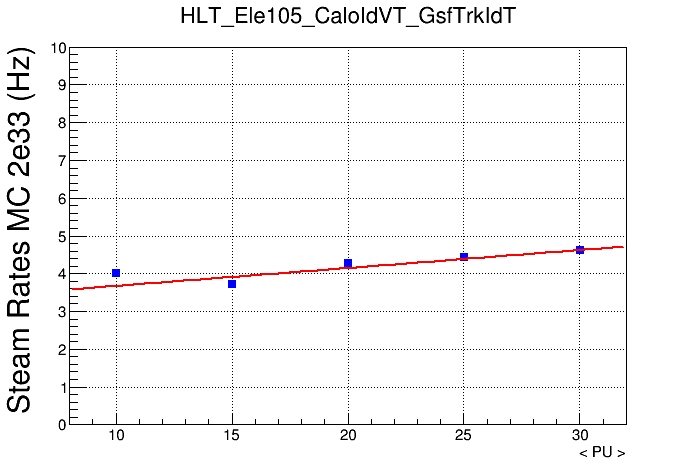 HLT_Ele105_CaloIdVT_GsfTrkIdT
Steam Rates MC 2e33 (Hz)
10
9
8
7
6
5
4
3
2
1
0
10 15 20 25 30
< PU >